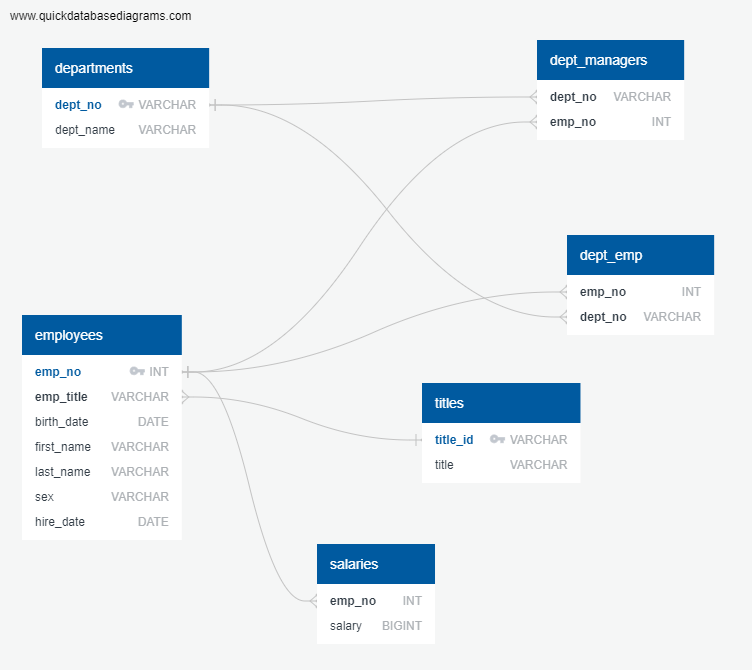 www.quickdatabasediagrams.com
departments
dept_no VARCHAR
dept_name VARCHAR
dept_managers
dept_no VARCHAR
emp_no INT
dept_emp
emp_no INT
dept_no VARCHAR
employees
emp_no INT
emp_title VARCHAR
birth_date DATE
first_name VARCHAR
last_name VARCHAR
sex VARCHAR
hire_date DATE
titles
title_id VARCHAR
title VARCHAR
salaries
emp_no INT
salary BIGINT